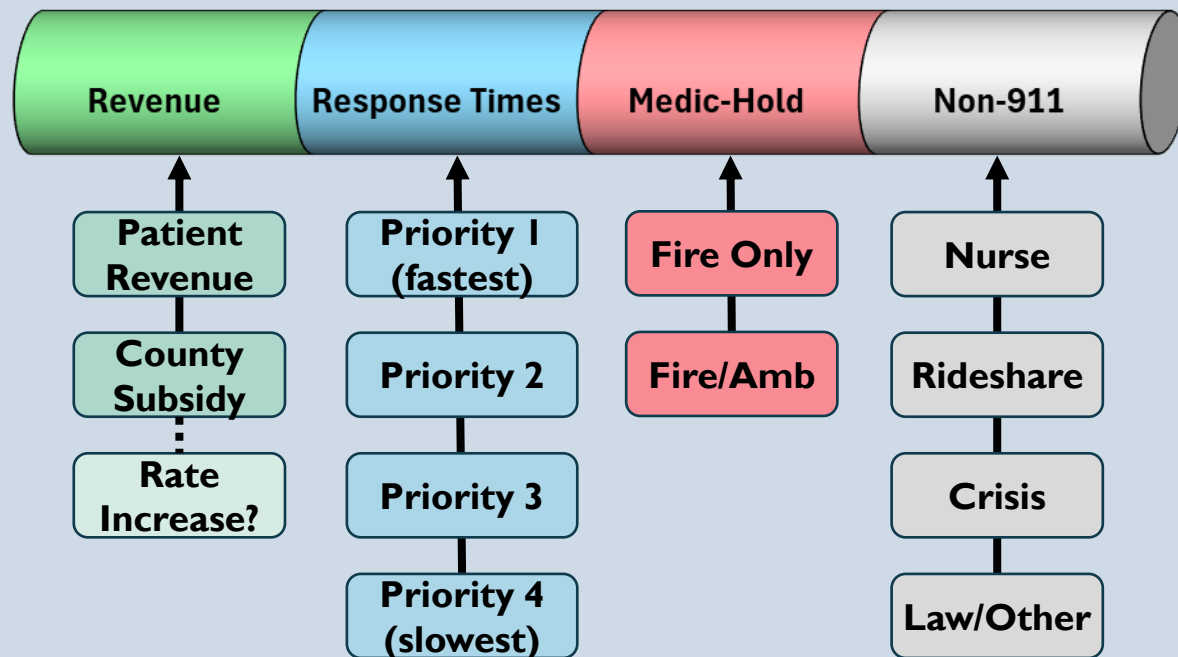 Revenue
Response Times
Medic-Hold
Non-911
Patient
Revenue
County
Subsidy
Rate
Increase?
Priority 1
(fastest)
Priority 2
Priority 3
Priority 4
(slowest)
Fire Only
Fire/Amb
Nurse
Rideshare
Crisis
Law/Other